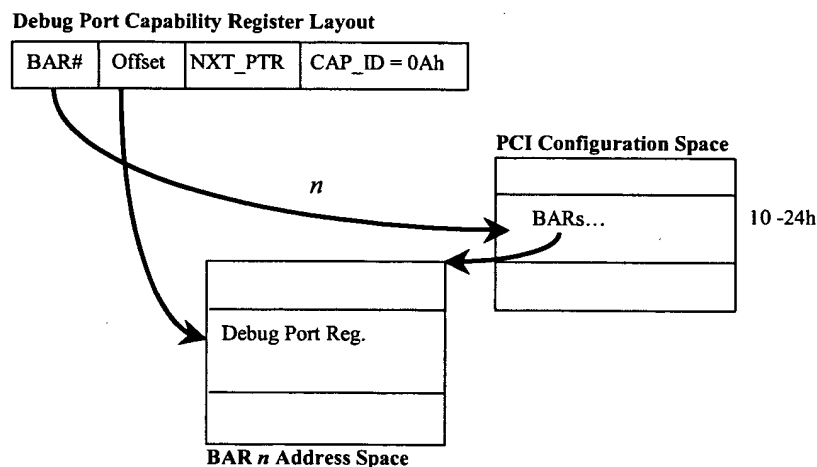 Debug Port Capability Register Layout
BAR# Offset NXT_PTR CAP_ID = 0Ah
PCI Configuration Space
n
BARs... 10 -24h
Debug Port Reg.
BAR n Address Space